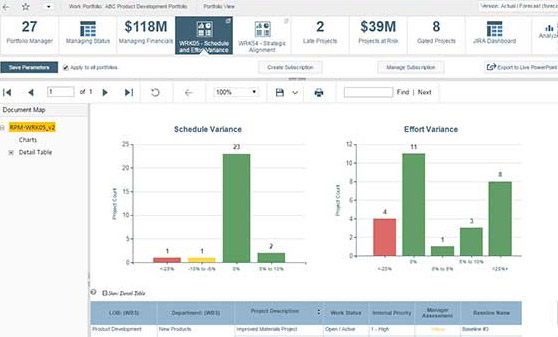 Work Portfolio: ABC Product Development Portfolio
Portfolio View
Version: Actual / Forecast (forec
27
Portfolio Manager
Managing Status
$118M
Managing Financials
WRK05 - Schedule
and Effort Variance
WRK54 - Strategic
Alignment
2
Late Projects
$39M
Projects at Risk
8
Gated Projects
JIRA Dashboard
Analyz
Save Parameters
Apply to all portfolios
Create Subscription
Manage Subscription
Export to Live PowerPoint
1
of 1
100%
Find | Next
Document Map
RPM-WRK05_v2
Charts
Detail Table
Schedule Variance
Project Count
25
20
15
10
5
0
1
1
23
2
<-25%
-15% to -5%
0%
5% to 15%
Effort Variance
Project Count
12
10
8
6
4
2
0
4
11
1
3
8
<-25%
0%
0% to 5%
5% to 15%
>25%+
Show Detail Table
LOB: (WBS)
Department: (WBS)
Project Description
Work Status
Internal Priority
Manager
Assessment
Baseline Name
Product Development
New Products
Improved Materials Project
Open / Active
1 - High
Baseline #3